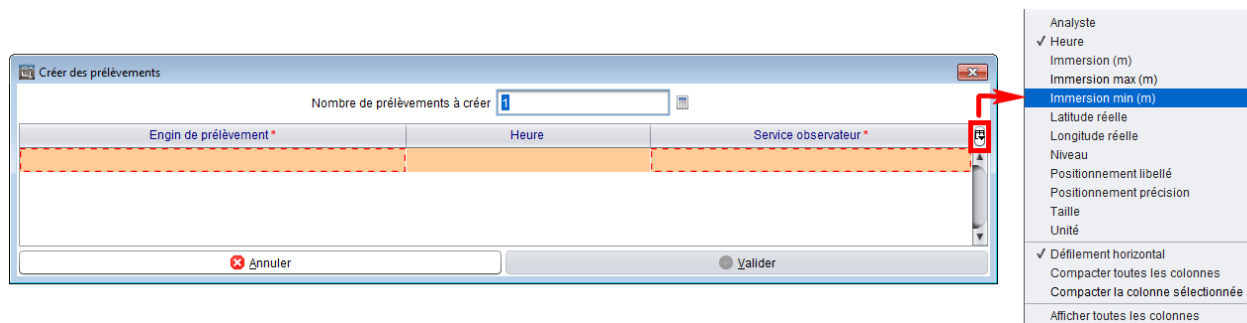 Créer des prélèvements
Nombre de prélèvements à créer 1
Engin de prélèvement * Heure Service observateur *
Annuler Valider
Analyste
✓ Heure
Immersion (m)
Immersion max (m)
Immersion min (m)
Latitude réelle
Longitude réelle
Niveau
Positionnement libellé
Positionnement précision
Taille
Unité
✓ Défilement horizontal
Compacter toutes les colonnes
Compacter la colonne sélectionnée
Afficher toutes les colonnes